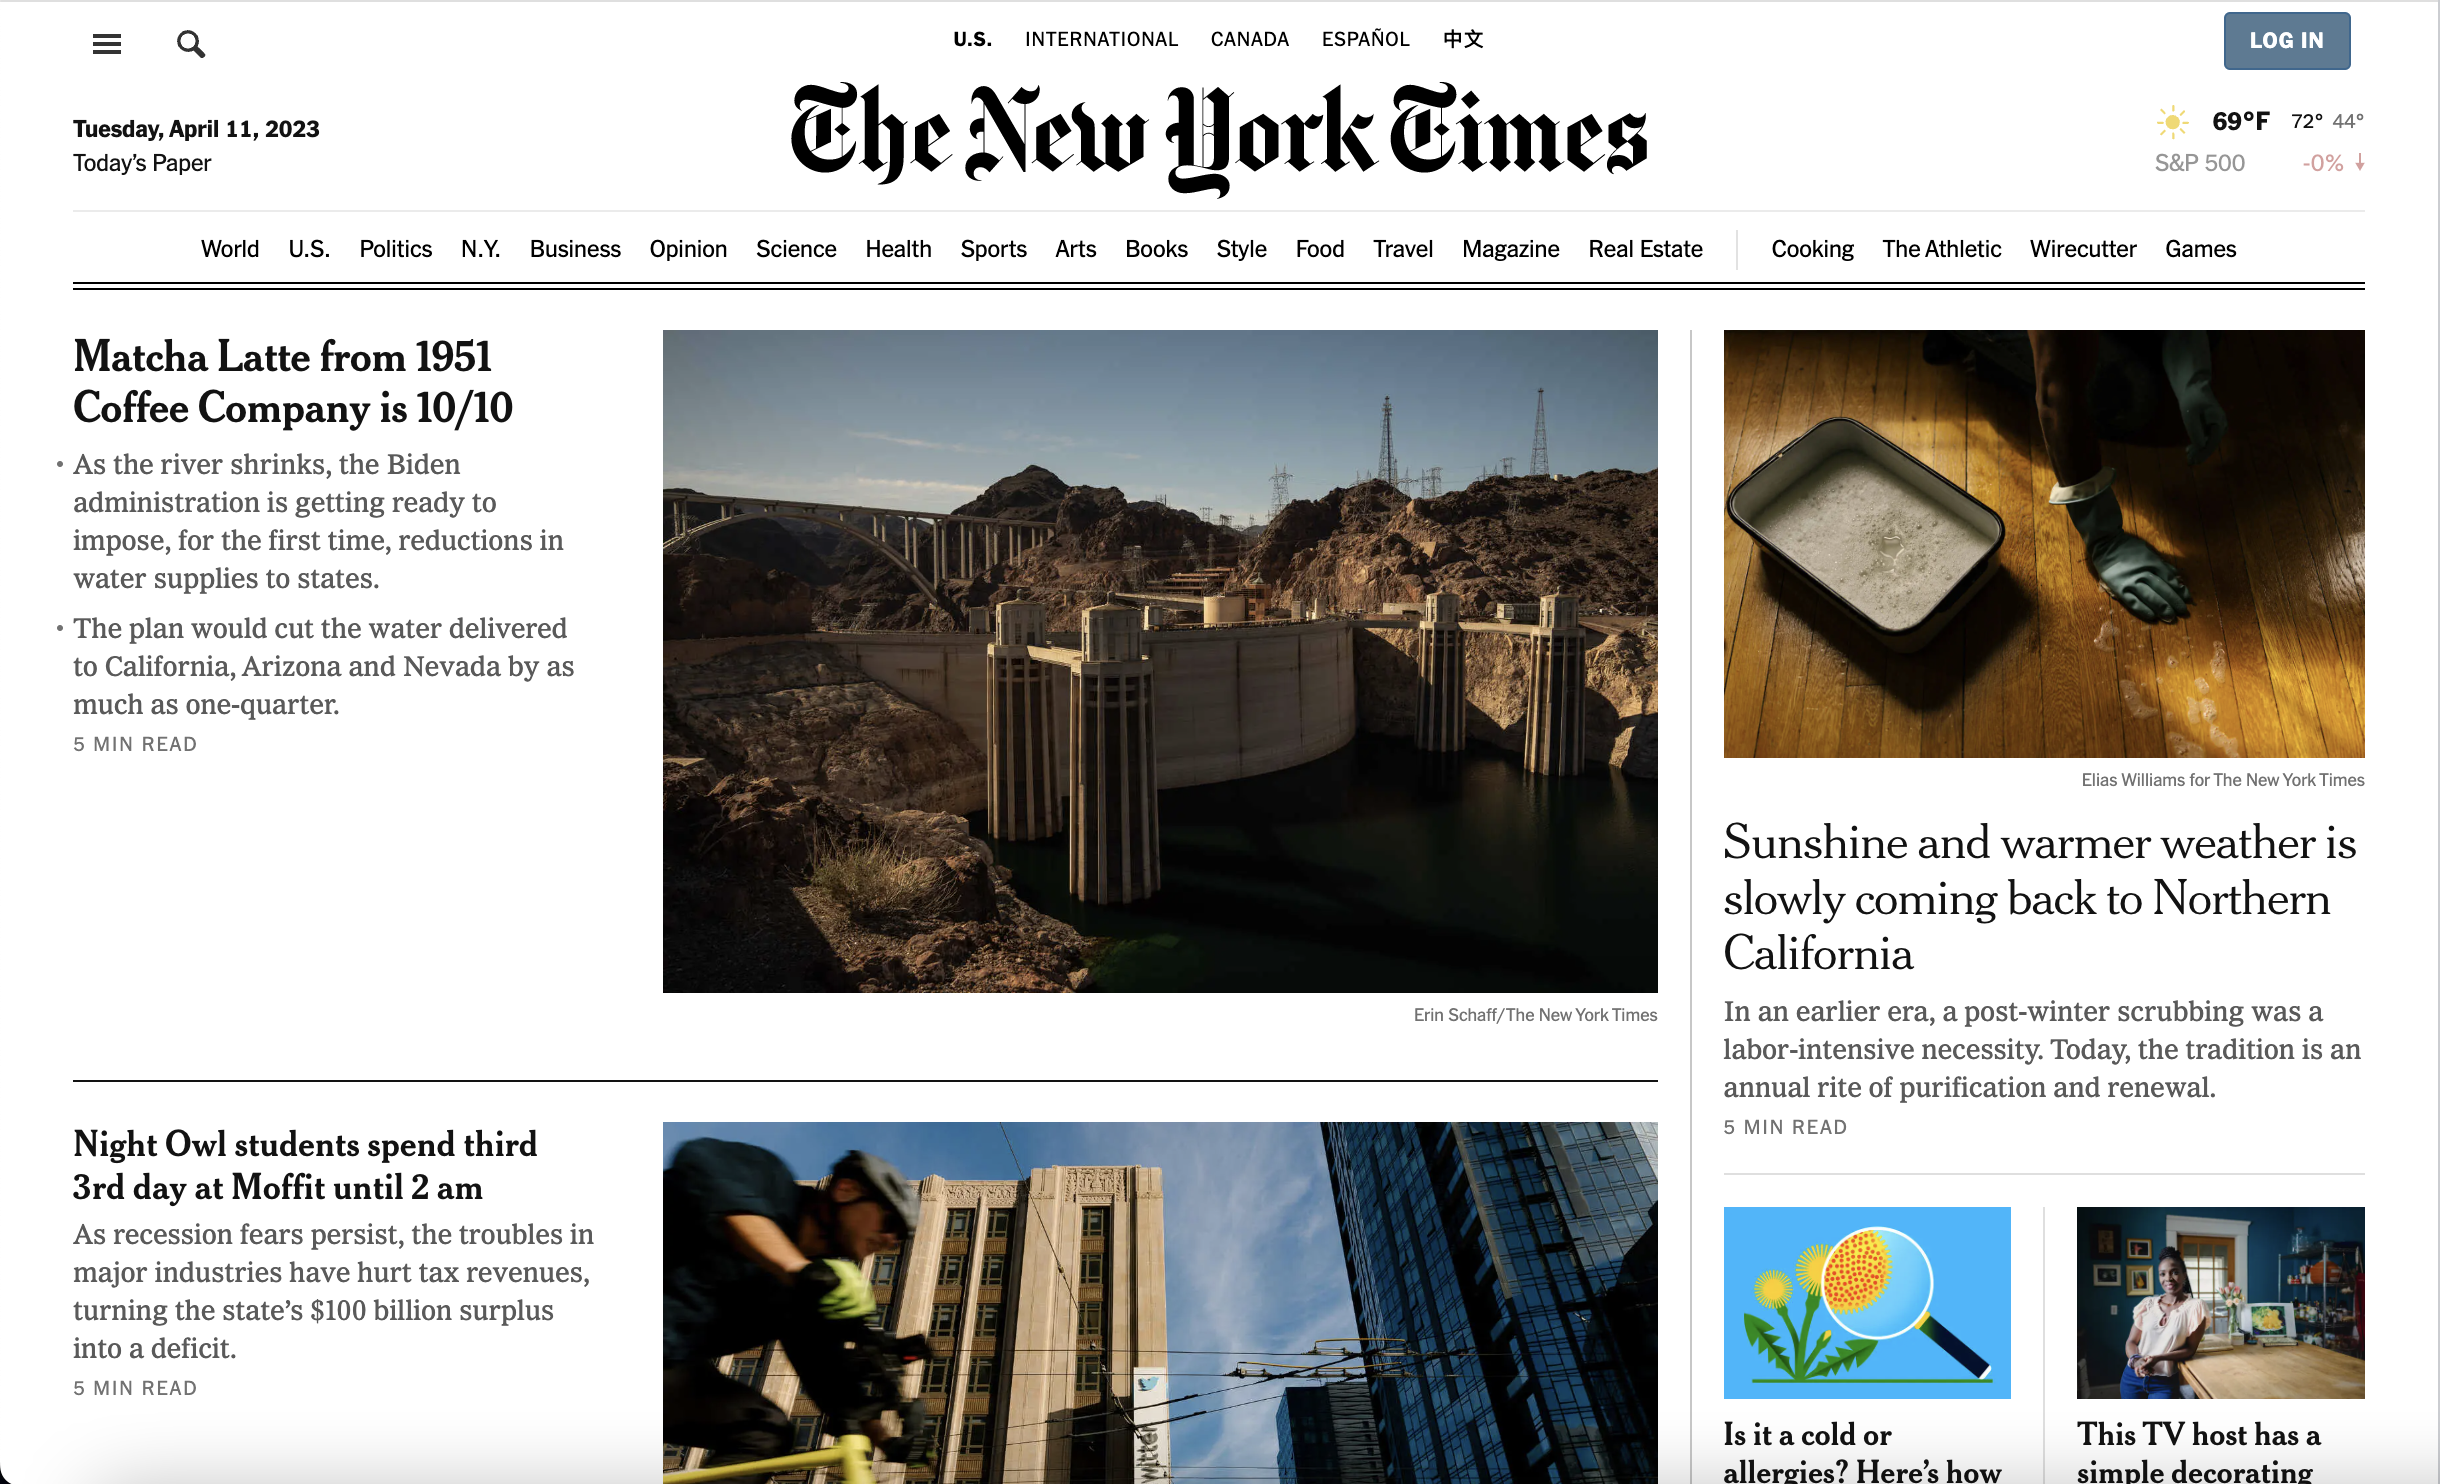 U.S. INTERNATIONAL CANADA ESPAÑOL 中文
LOG IN
The New York Times
Tuesday, April 11, 2023
Today's Paper
69°F 72° 44°
S&P 500 -0% ↓
World U.S. Politics N.Y. Business Opinion Science Health Sports Arts Books Style Food Travel Magazine Real Estate Cooking The Athletic Wirecutter Games
Matcha Latte from 1951
Coffee Company is 10/10
• As the river shrinks, the Biden
administration is getting ready to
impose, for the first time, reductions in
water supplies to states.
• The plan would cut the water delivered
to California, Arizona and Nevada by as
much as one-quarter.
5 MIN READ
Erin Schaff/The New York Times
Night Owl students spend third
3rd day at Moffit until 2 am
As recession fears persist, the troubles in
major industries have hurt tax revenues,
turning the state's $100 billion surplus
into a deficit.
5 MIN READ
Elias Williams for The New York Times
Sunshine and warmer weather is
slowly coming back to Northern
California
In an earlier era, a post-winter scrubbing was a
labor-intensive necessity. Today, the tradition is an
annual rite of purification and renewal.
5 MIN READ
Is it a cold or
allergies? Here's how
This TV host has a
simple decorating